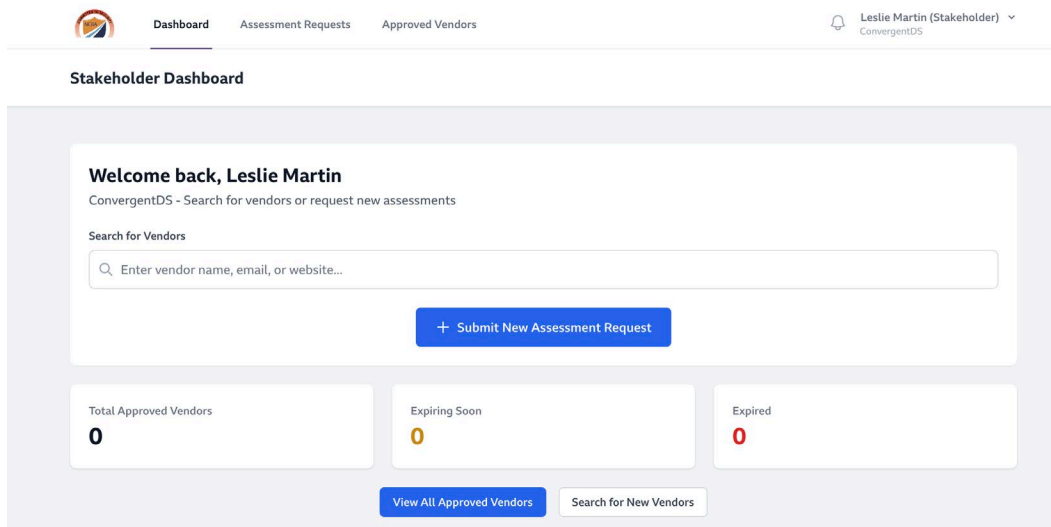 Dashboard
Assessment Requests
Approved Vendors
Leslie Martin (Stakeholder)
ConvergentDS
Stakeholder Dashboard
Welcome back, Leslie Martin
ConvergentDS - Search for vendors or request new assessments
Search for Vendors
Enter vendor name, email, or website...
+ Submit New Assessment Request
Total Approved Vendors
0
Expiring Soon
0
Expired
0
View All Approved Vendors
Search for New Vendors